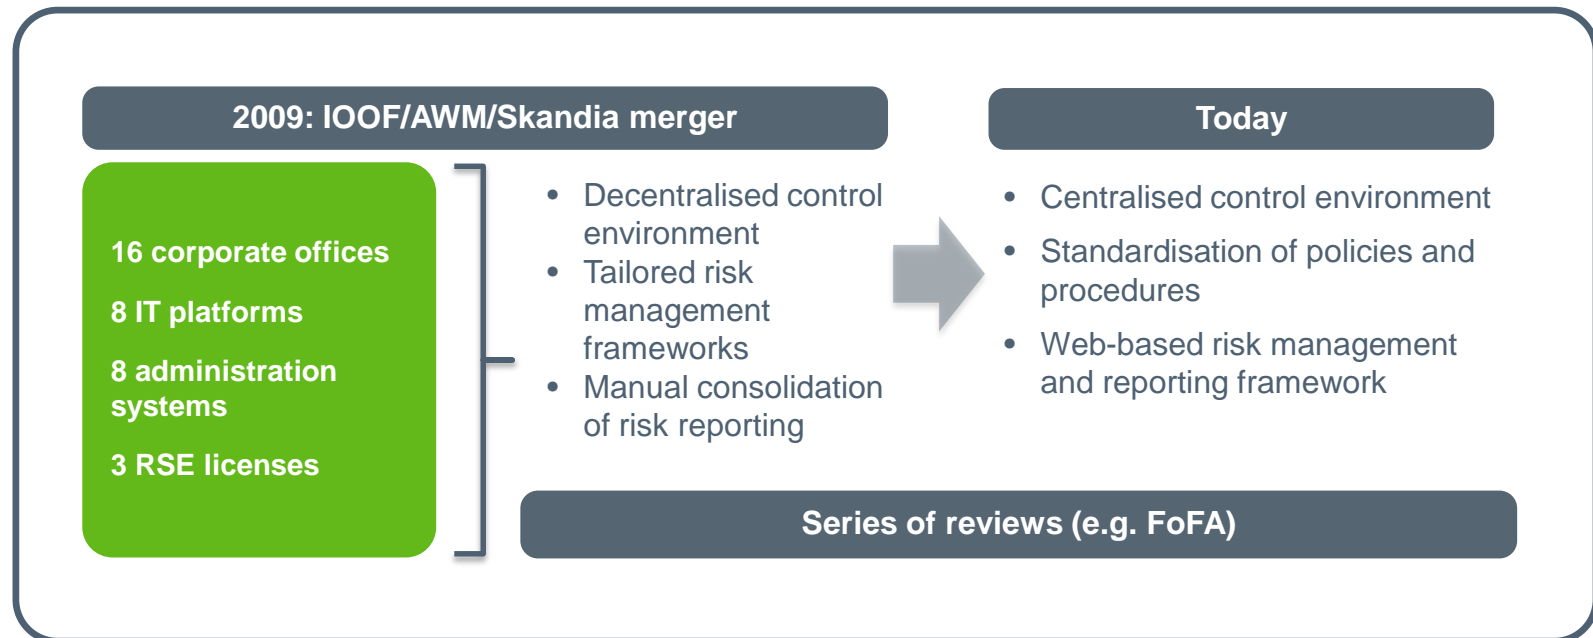 2009: IOOF/AWM/Skandia merger
16 corporate offices
8 IT platforms
8 administration
systems
3 RSE licenses
• Decentralised control
environment
• Tailored risk
management
frameworks
• Manual consolidation
of risk reporting
Today
• Centralised control environment
• Standardisation of policies and
procedures
• Web-based risk management
and reporting framework
Series of reviews (e.g. FoFA)